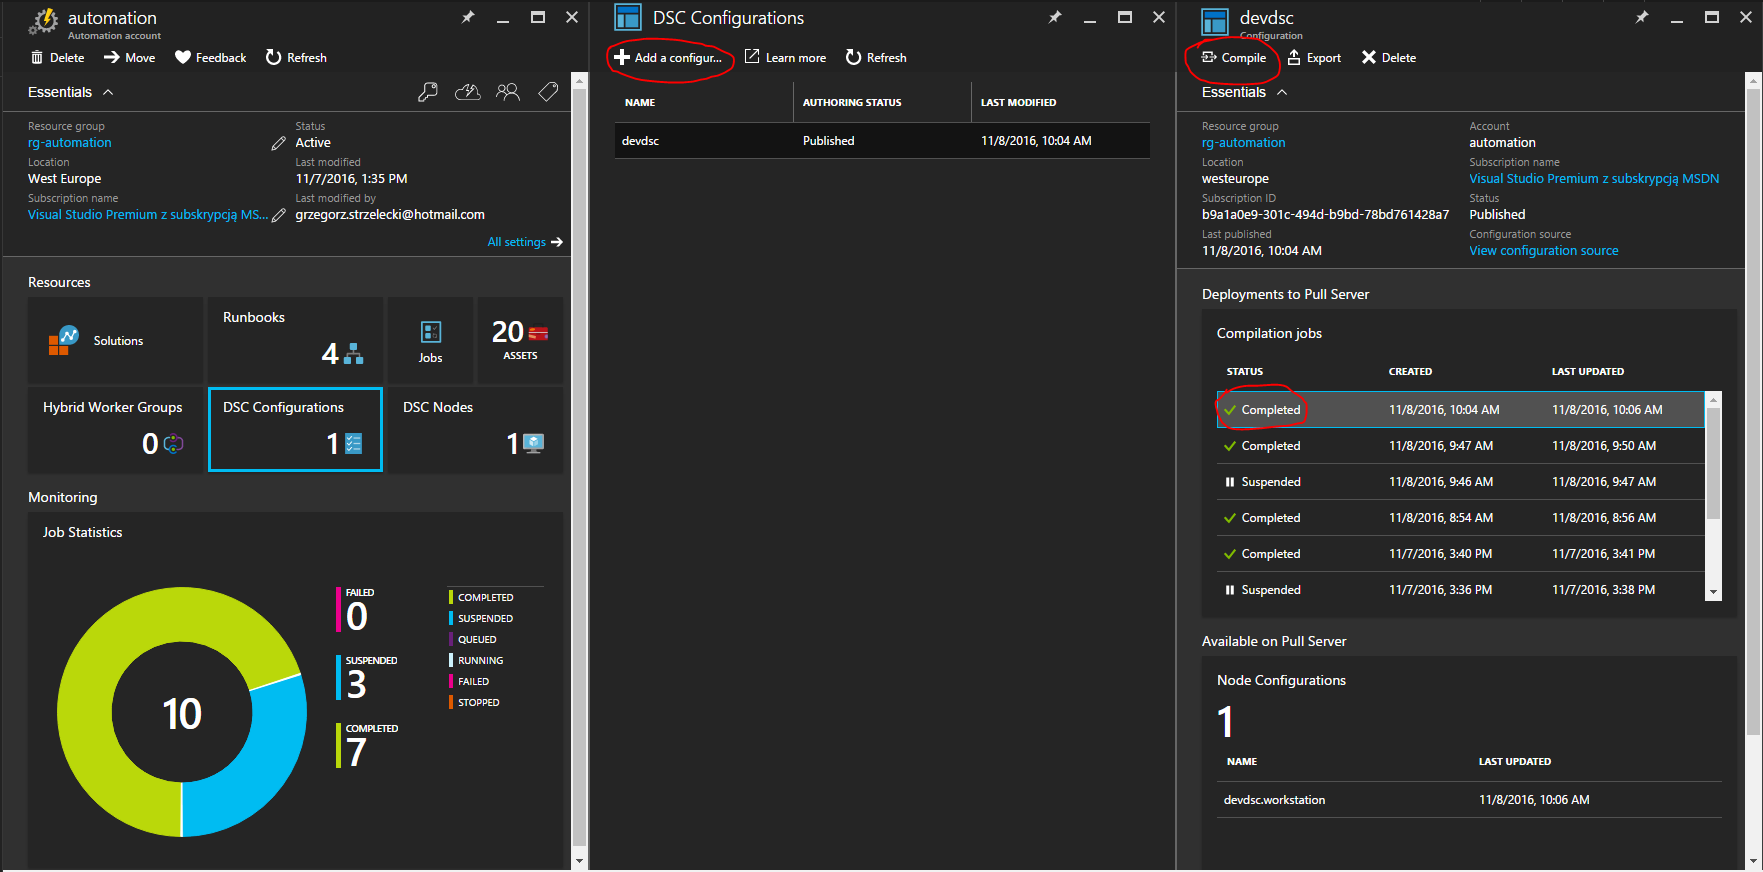 automation
Automation account
Delete
Move
Feedback
Refresh
Essentials
Resource group
rg-automation
Status
Active
Location
West Europe
Last modified
11/7/2016, 1:35 PM
Subscription name
Visual Studio Premium z subskrypcją MS...
Last modified by
grzegorz.strzelecki@hotmail.com
All settings
Resources
Solutions
Runbooks
4
Jobs
20
ASSETS
Hybrid Worker Groups
0
DSC Configurations
1
DSC Nodes
1
Monitoring
Job Statistics
10
FAILED
0
SUSPENDED
3
COMPLETED
7
COMPLETED
SUSPENDED
QUEUED
RUNNING
FAILED
STOPPED
DSC Configurations
Add a configur...
Learn more
Refresh
NAME AUTHORING STATUS LAST MODIFIED
devdsc Published 11/8/2016, 10:04 AM
devdsc
Configuration
Compile
Export
Delete
Essentials
Resource group
rg-automation
Account
automation
Location
westeurope
Subscription name
Visual Studio Premium z subskrypcją MSDN
Subscription ID
b9a1a0e9-301c-494d-b9bd-78bd761428a7
Status
Published
Last published
11/8/2016, 10:04 AM
Configuration source
View configuration source
Deployments to Pull Server
Compilation jobs
STATUS CREATED LAST UPDATED
Completed 11/8/2016, 10:04 AM 11/8/2016, 10:06 AM
Completed 11/8/2016, 9:47 AM 11/8/2016, 9:50 AM
Suspended 11/8/2016, 9:46 AM 11/8/2016, 9:47 AM
Completed 11/8/2016, 8:54 AM 11/8/2016, 8:56 AM
Completed 11/7/2016, 3:40 PM 11/7/2016, 3:41 PM
Suspended 11/7/2016, 3:36 PM 11/7/2016, 3:38 PM
Available on Pull Server
Node Configurations
1
NAME LAST UPDATED
devdsc.workstation 11/8/2016, 10:06 AM